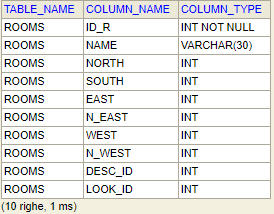 TABLE_NAME COLUMN_NAME COLUMN_TYPE
ROOMS ID_R INT NOT NULL
ROOMS NAME VARCHAR(30)
ROOMS NORTH INT
ROOMS SOUTH INT
ROOMS EAST INT
ROOMS N_EAST INT
ROOMS WEST INT
ROOMS N_WEST INT
ROOMS DESC_ID INT
ROOMS LOOK_ID INT
(10 righe, 1 ms)